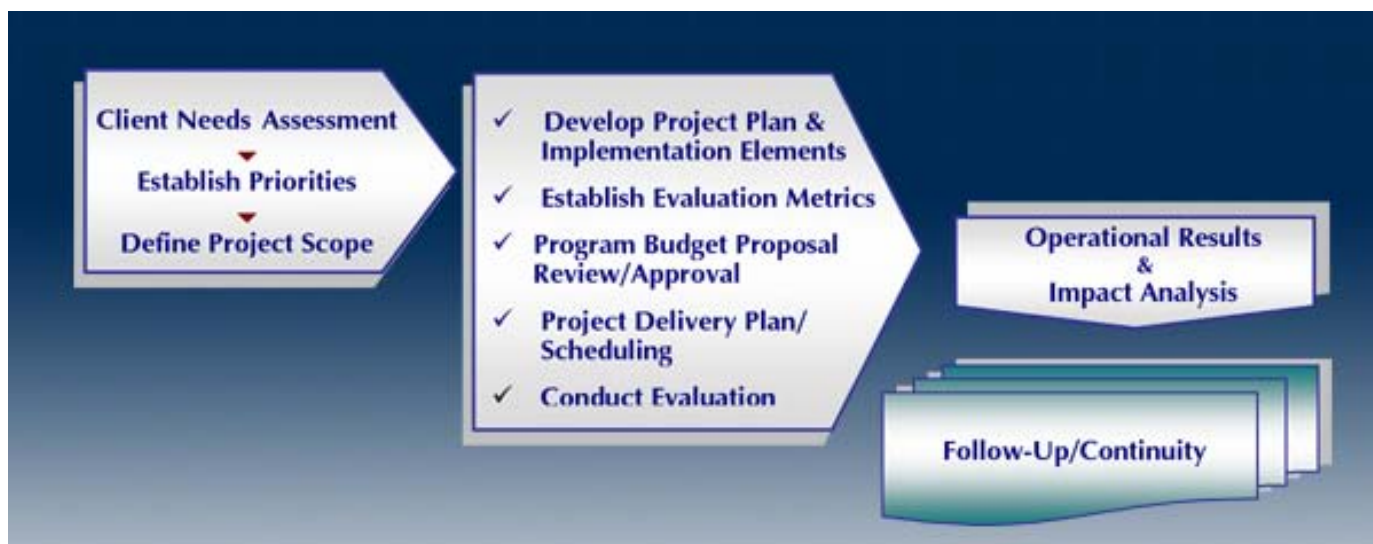 Client Needs Assessment
Establish Priorities
Define Project Scope
✓ Develop Project Plan &
Implementation Elements
✓ Establish Evaluation Metrics
✓ Program Budget Proposal
Review/Approval
✓ Project Delivery Plan/
Scheduling
✓ Conduct Evaluation
Operational Results
&
Impact Analysis
Follow-Up/Continuity